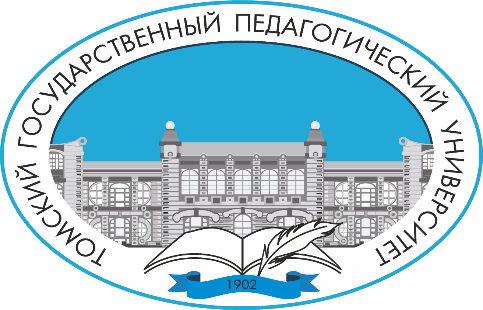 ТОМСКИЙ ГОСУДАРСТВЕННЫЙ ПЕДАГОГИЧЕСКИЙ УНИВЕРСИТЕТ
1902